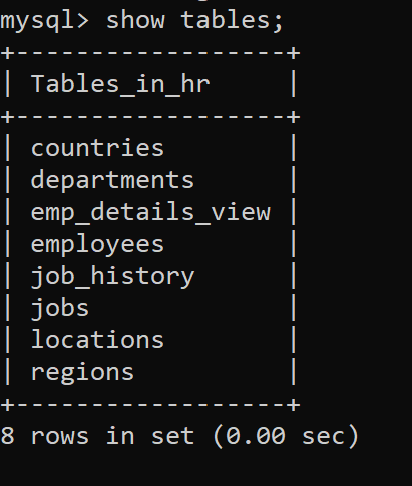 mysql> show tables;
+------------------+
| Tables_in_hr     |
+------------------+
| countries        |
| departments      |
| emp_details_view |
| employees        |
| job_history      |
| jobs             |
| locations        |
| regions          |
+------------------+
8 rows in set (0.00 sec)